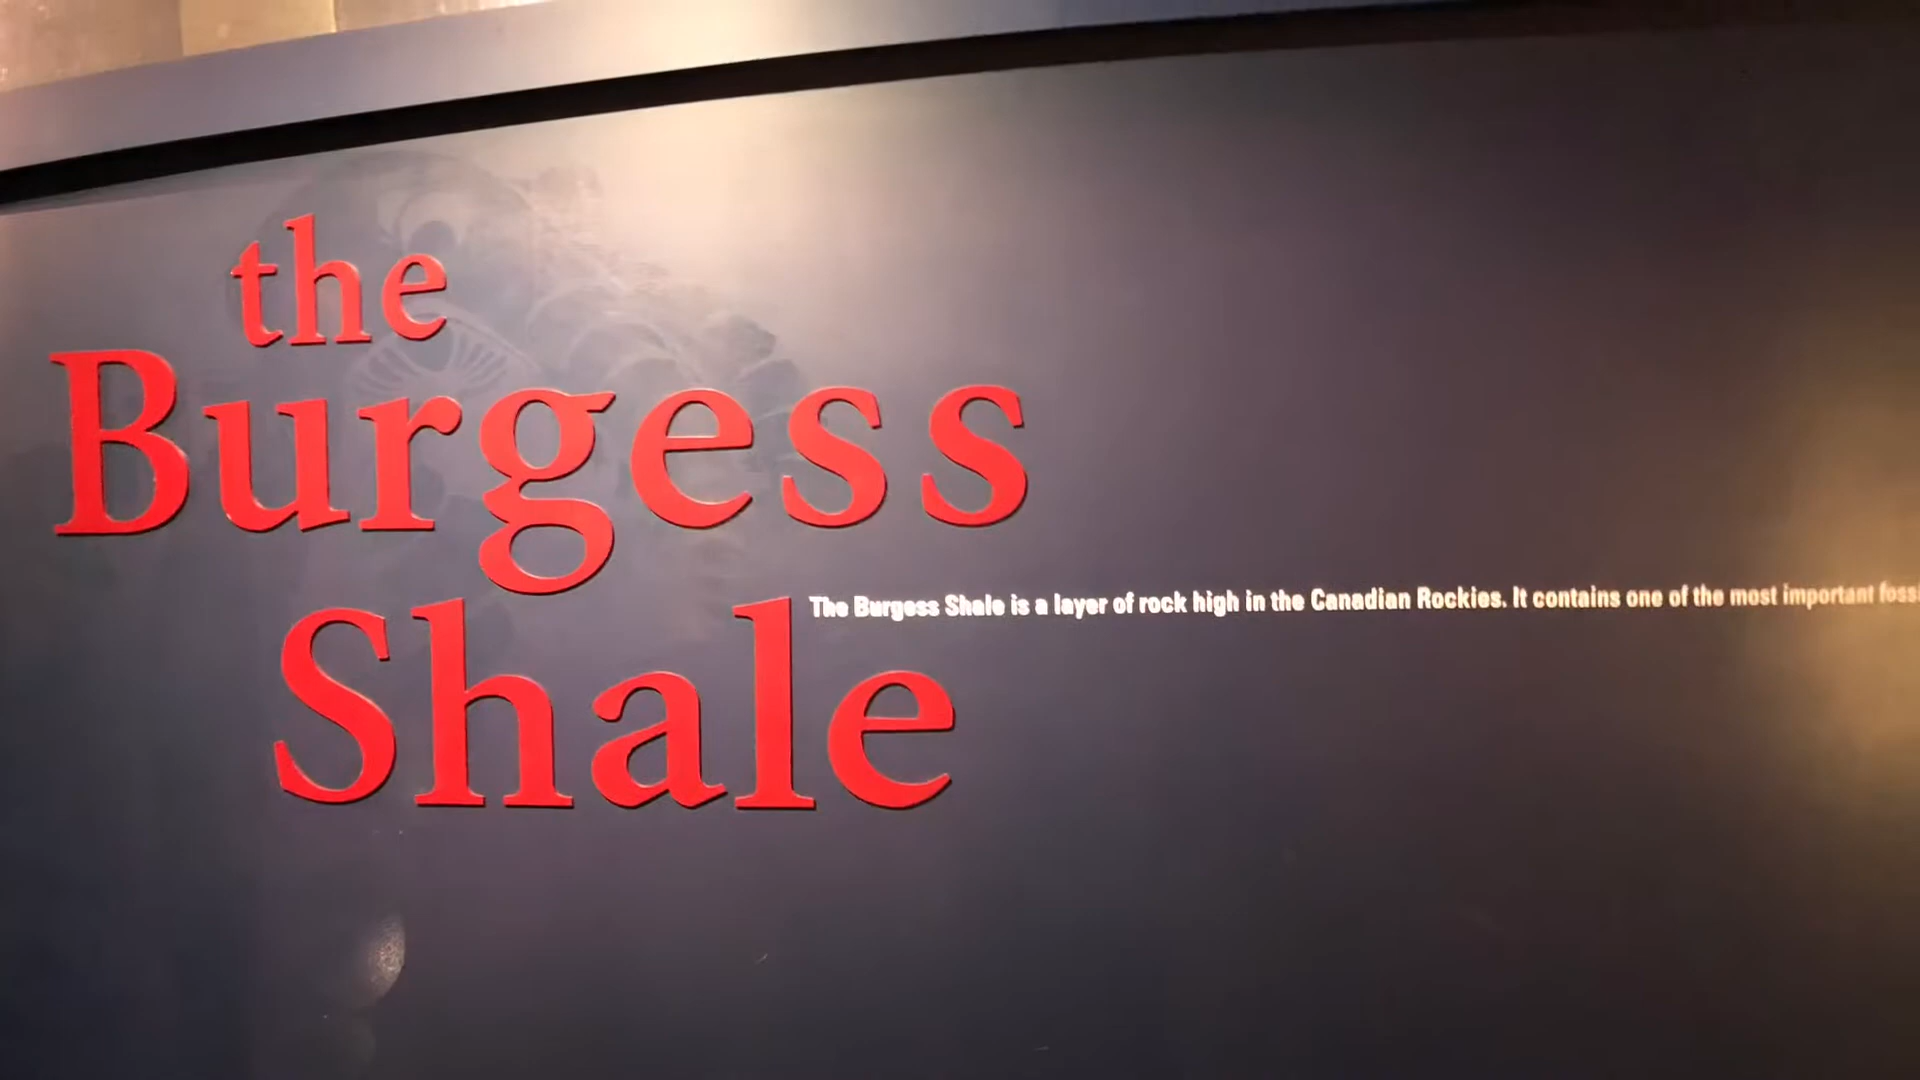 the
Burgess
Shale
The Burgess Shale is a layer of rock high in the Canadian Rockies. It contains one of the most important